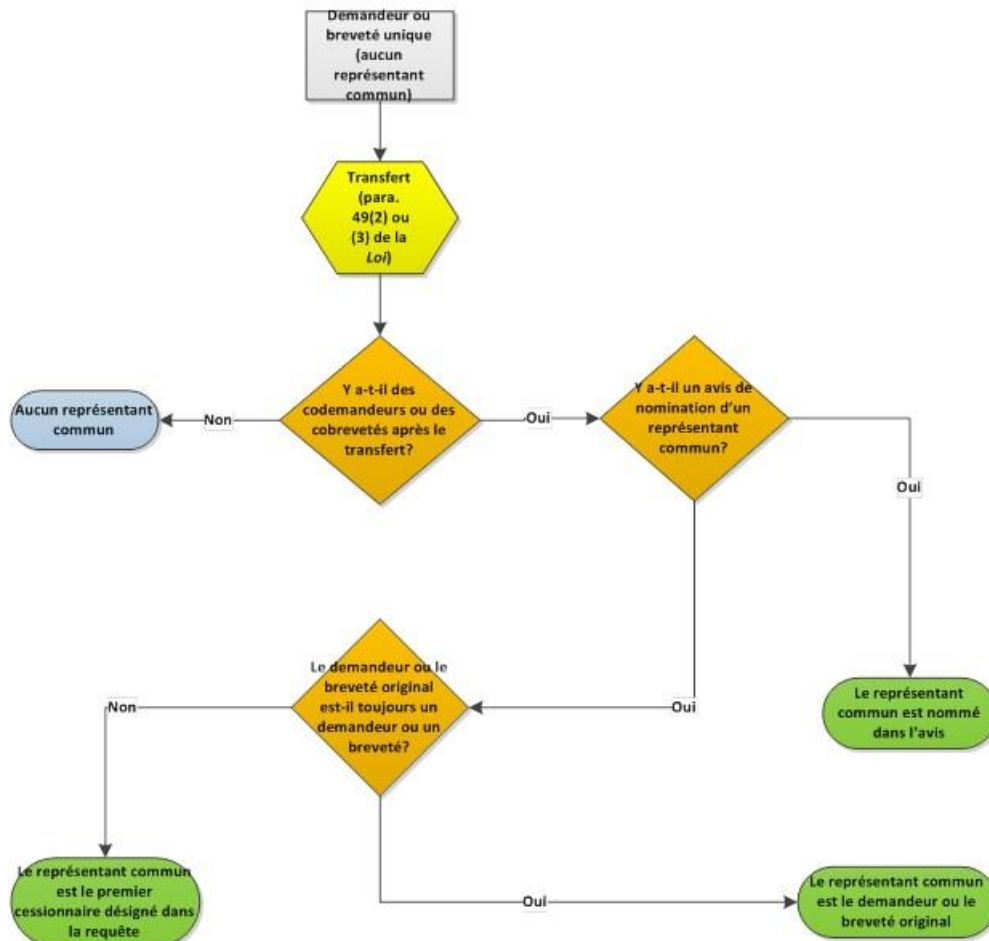 Demandeur ou
breveté unique
(aucun
représentant
commun)
Transfert
(para.
49(2) ou
(3) de la
Loi)
Y a-t-il des
codemandeurs ou des
cobrevetés après le
transfert?
Non
Aucun représentant
commun
Oui
Y a-t-il un avis de
nomination d'un
représentant
commun?
Oui
Le représentant
commun est nommé
dans l'avis
Oui
Le demandeur ou le
breveté original
est-il toujours un
demandeur ou un
breveté?
Non
Le représentant commun
est le premier
cessionnaire désigné dans
la requête
Oui
Le représentant commun
est le demandeur ou le
breveté original